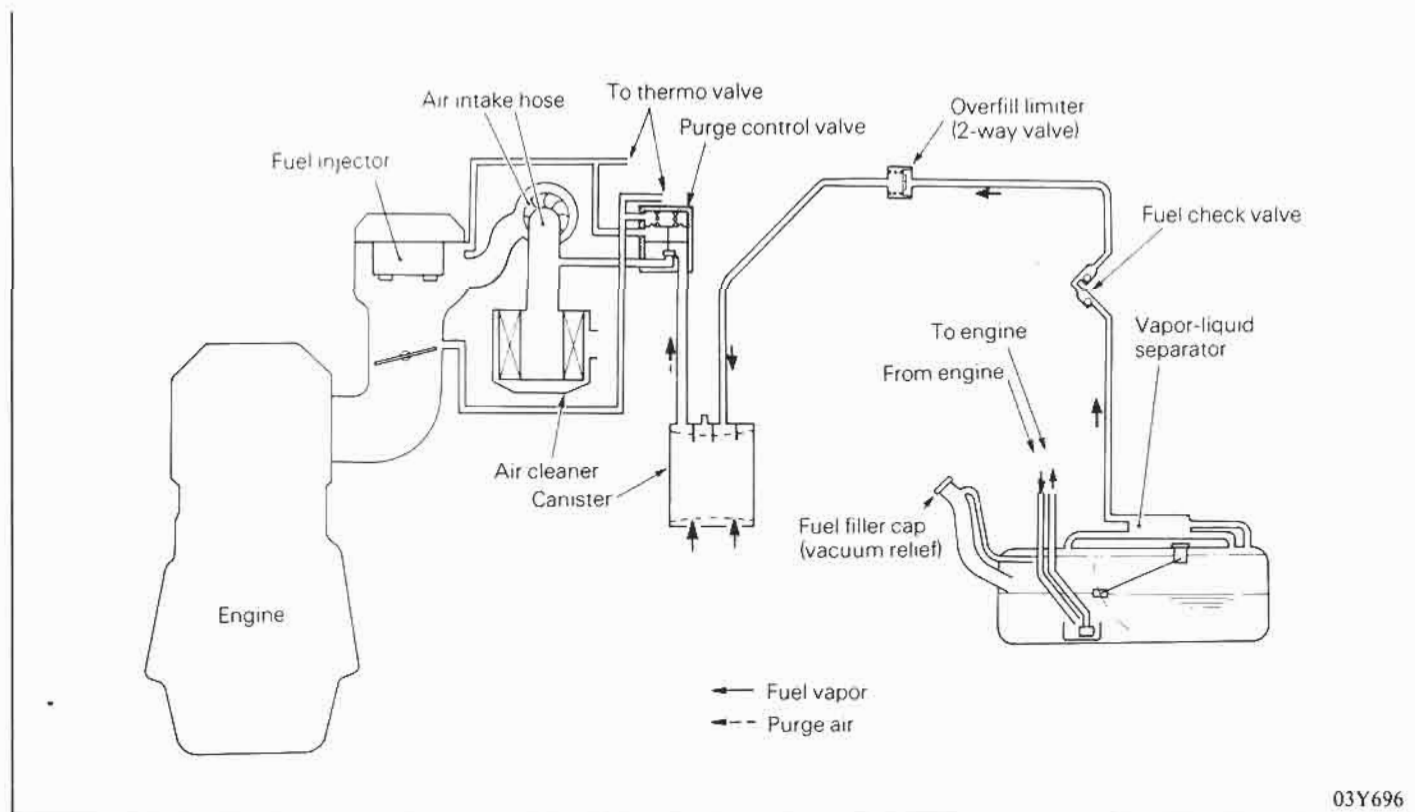 Air intake hose
To thermo valve
Purge control valve
Overfill limiter
(2-way valve)
Fuel injector
Fuel check valve
To engine
From engine
Vapor-liquid
separator
Air cleaner
Canister
Fuel filler cap
(vacuum relief)
Engine
Fuel vapor
Purge air
03Y696